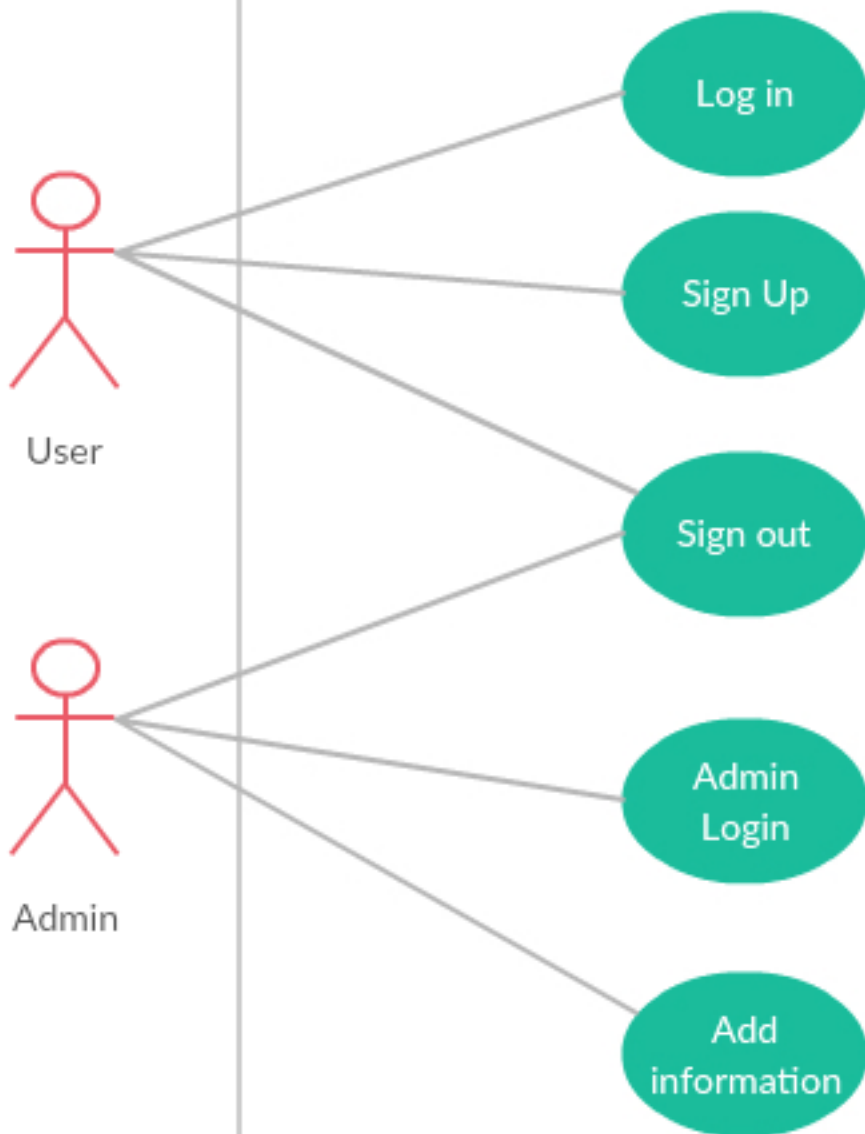 Log in
Sign Up
User
Sign out
Admin
Login
Admin
Add
information